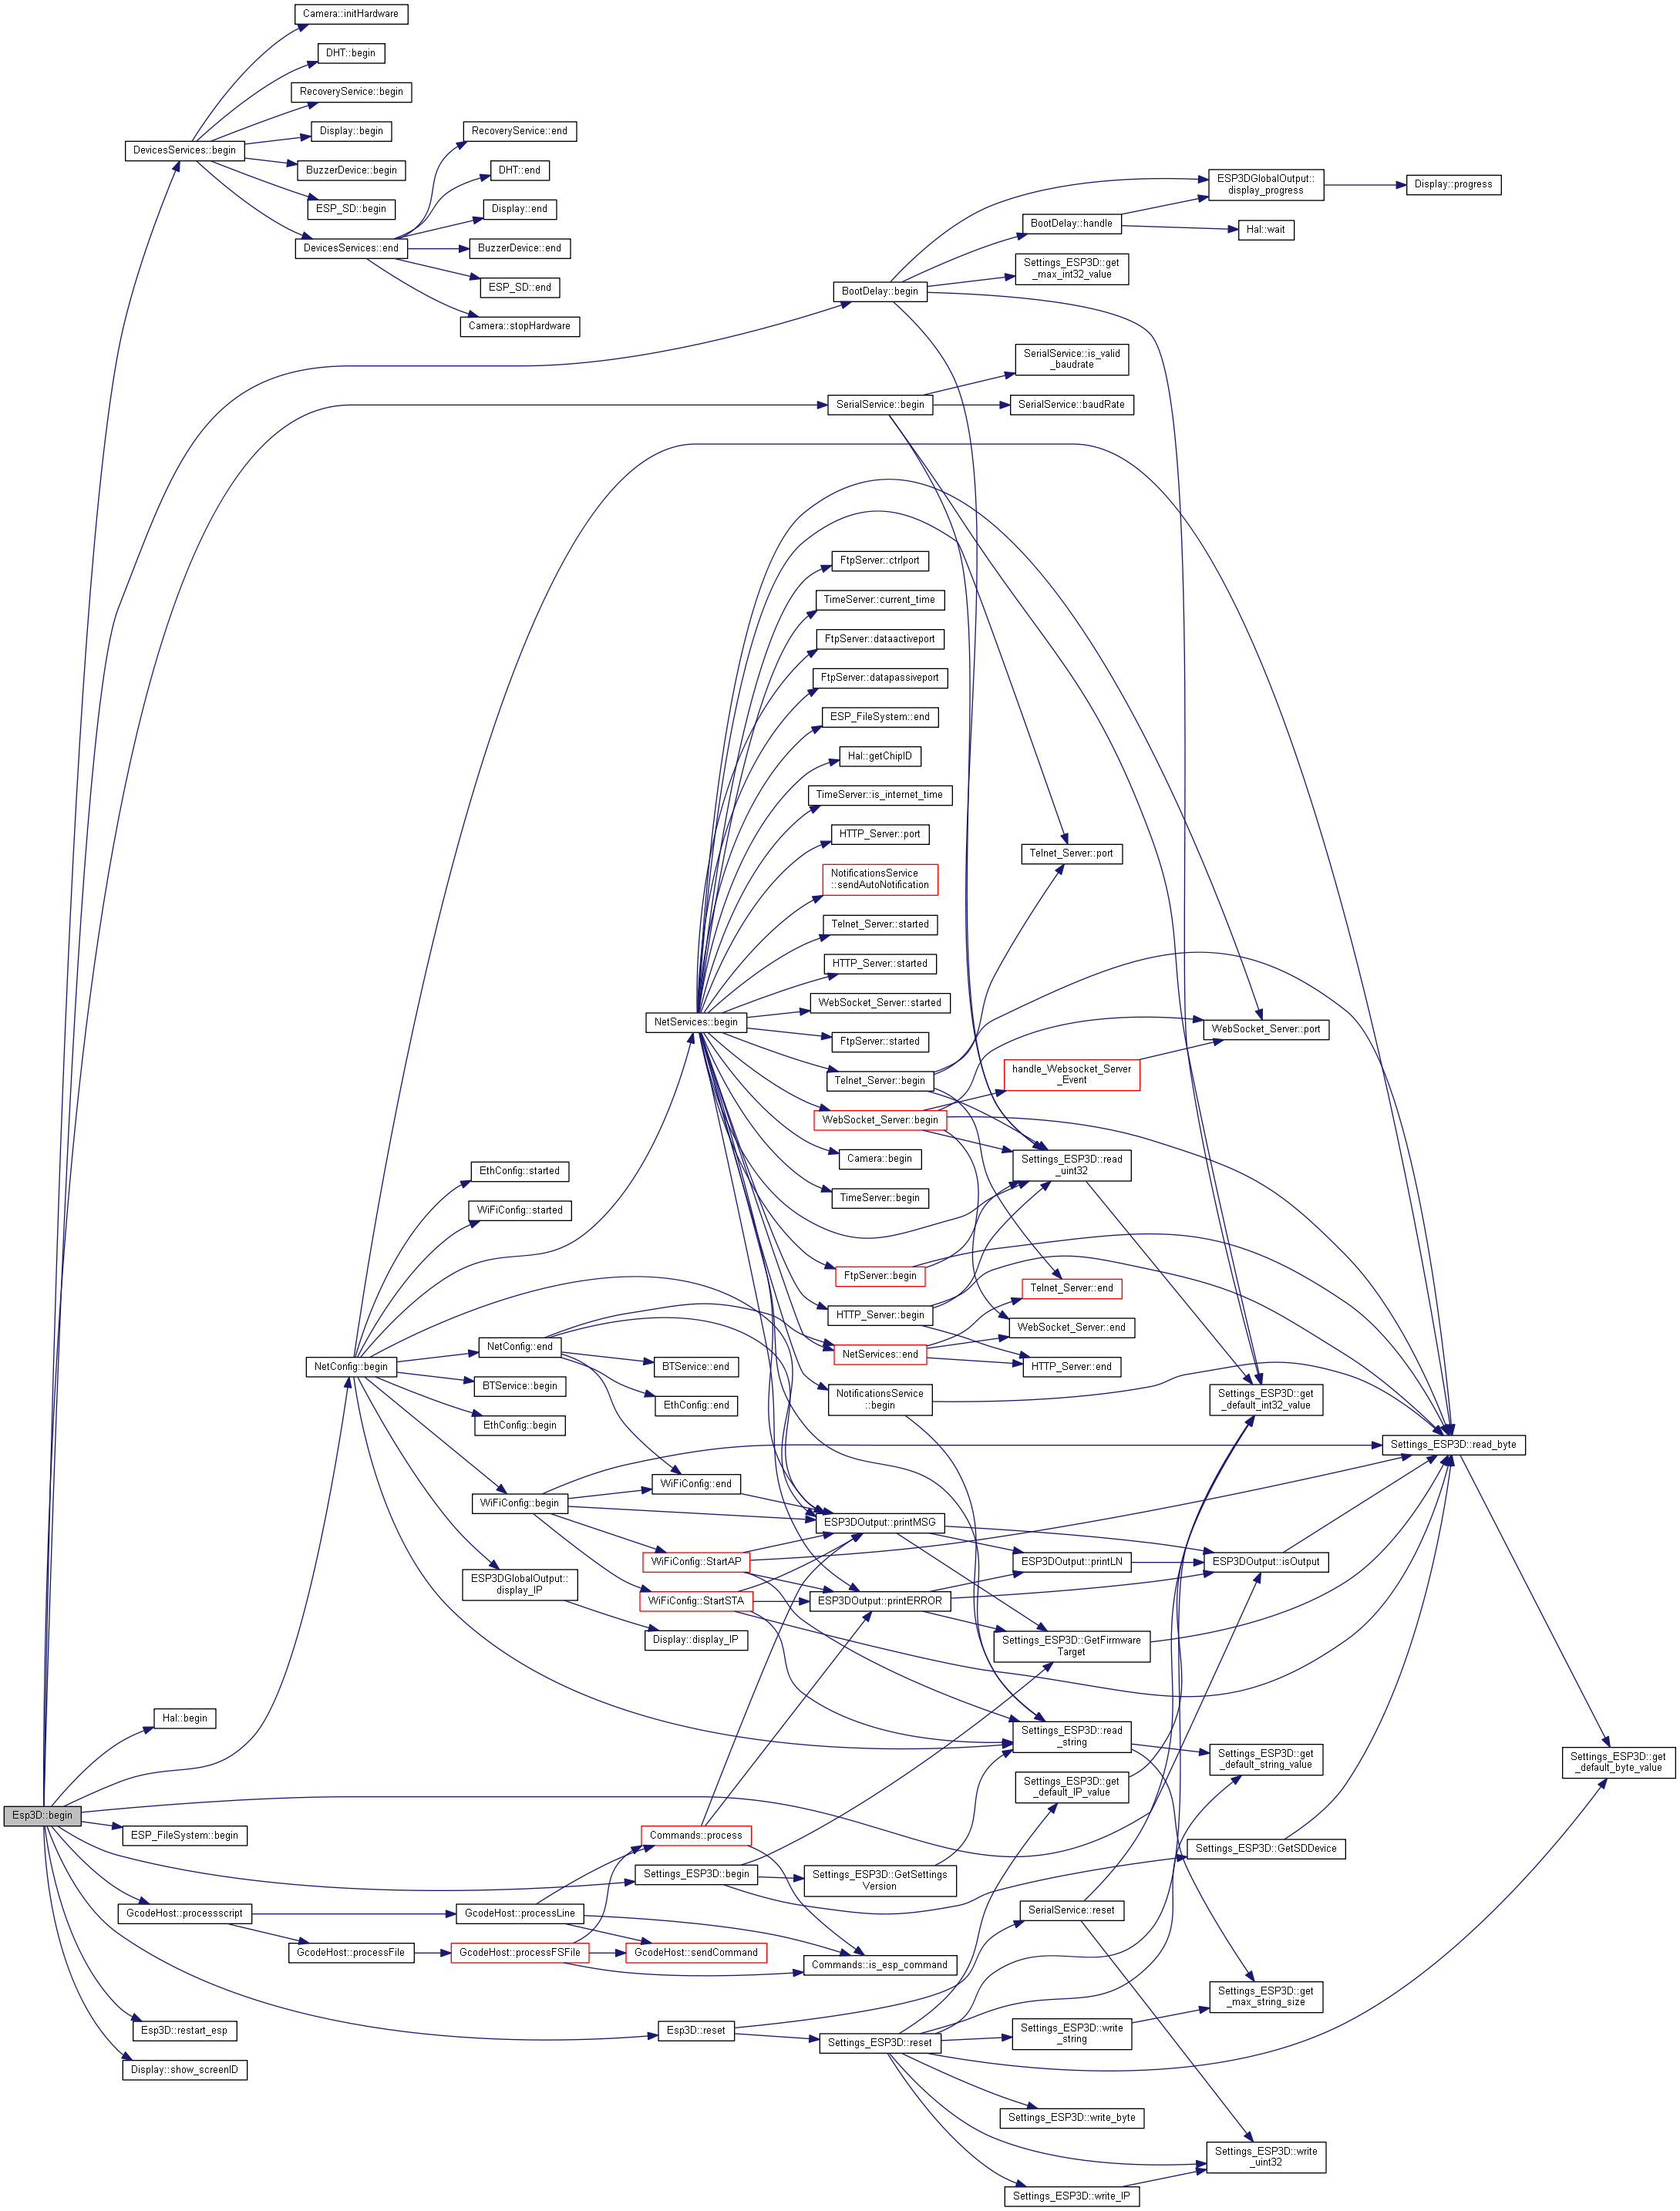 Camera::initHardware
DHT::begin
RecoveryService::begin
Display::begin
DevicesServices::begin
BuzzerDevice::begin
ESP_SD::begin
DevicesServices::end
RecoveryService::end
DHT::end
Display::end
BuzzerDevice::end
ESP_SD::end
Camera::stopHardware
ESP3DGlobalOutput::
display_progress
Display::progress
BootDelay::handle
Hal::wait
Settings_ESP3D::get
_max_int32_value
BootDelay::begin
SerialService::is_valid
_baudrate
SerialService::begin
SerialService::baudRate
FtpServer::ctrlport
TimeServer::current_time
FtpServer::dataactiveport
FtpServer::datapassiveport
ESP_FileSystem::end
Hal::getChipID
TimeServer::is_internet_time
HTTP_Server::port
Telnet_Server::port
NotificationsService
::sendAutoNotification
Telnet_Server::started
HTTP_Server::started
WebSocket_Server::started
NetServices::begin
WebSocket_Server::port
FtpServer::started
Telnet_Server::begin
handle_Websocket_Server
_Event
WebSocket_Server::begin
Camera::begin
Settings_ESP3D::read
_uint32
EthConfig::started
TimeServer::begin
WiFiConfig::started
FtpServer::begin
Telnet_Server::end
HTTP_Server::begin
WebSocket_Server::end
NetConfig::end
NetServices::end
HTTP_Server::end
NetConfig::begin
BTService::end
BTService::begin
EthConfig::end
NotificationsService
::begin
Settings_ESP3D::get
_default_int32_value
EthConfig::begin
Settings_ESP3D::read_byte
WiFiConfig::end
WiFiConfig::begin
ESP3DOutput::printMSG
WiFiConfig::StartAP
ESP3DOutput::printLN
ESP3DOutput::isOutput
ESP3DGlobalOutput::
display_IP
WiFiConfig::StartSTA
ESP3DOutput::printERROR
Display::display_IP
Settings_ESP3D::GetFirmware
Target
Hal::begin
Settings_ESP3D::read
_string
Settings_ESP3D::get
_default_string_value
Settings_ESP3D::get
_default_byte_value
Settings_ESP3D::get
_default_IP_value
Esp3D::begin
ESP_FileSystem::begin
Commands::process
Settings_ESP3D::GetSDDevice
Settings_ESP3D::begin
Settings_ESP3D::GetSettings
Version
GcodeHost::processscript
GcodeHost::processLine
SerialService::reset
GcodeHost::processFile
GcodeHost::processFSFile
GcodeHost::sendCommand
Commands::is_esp_command
Settings_ESP3D::get
_max_string_size
Esp3D::restart_esp
Esp3D::reset
Settings_ESP3D::reset
Settings_ESP3D::write
_string
Display::show_screenID
Settings_ESP3D::write_byte
Settings_ESP3D::write
_uint32
Settings_ESP3D::write_IP